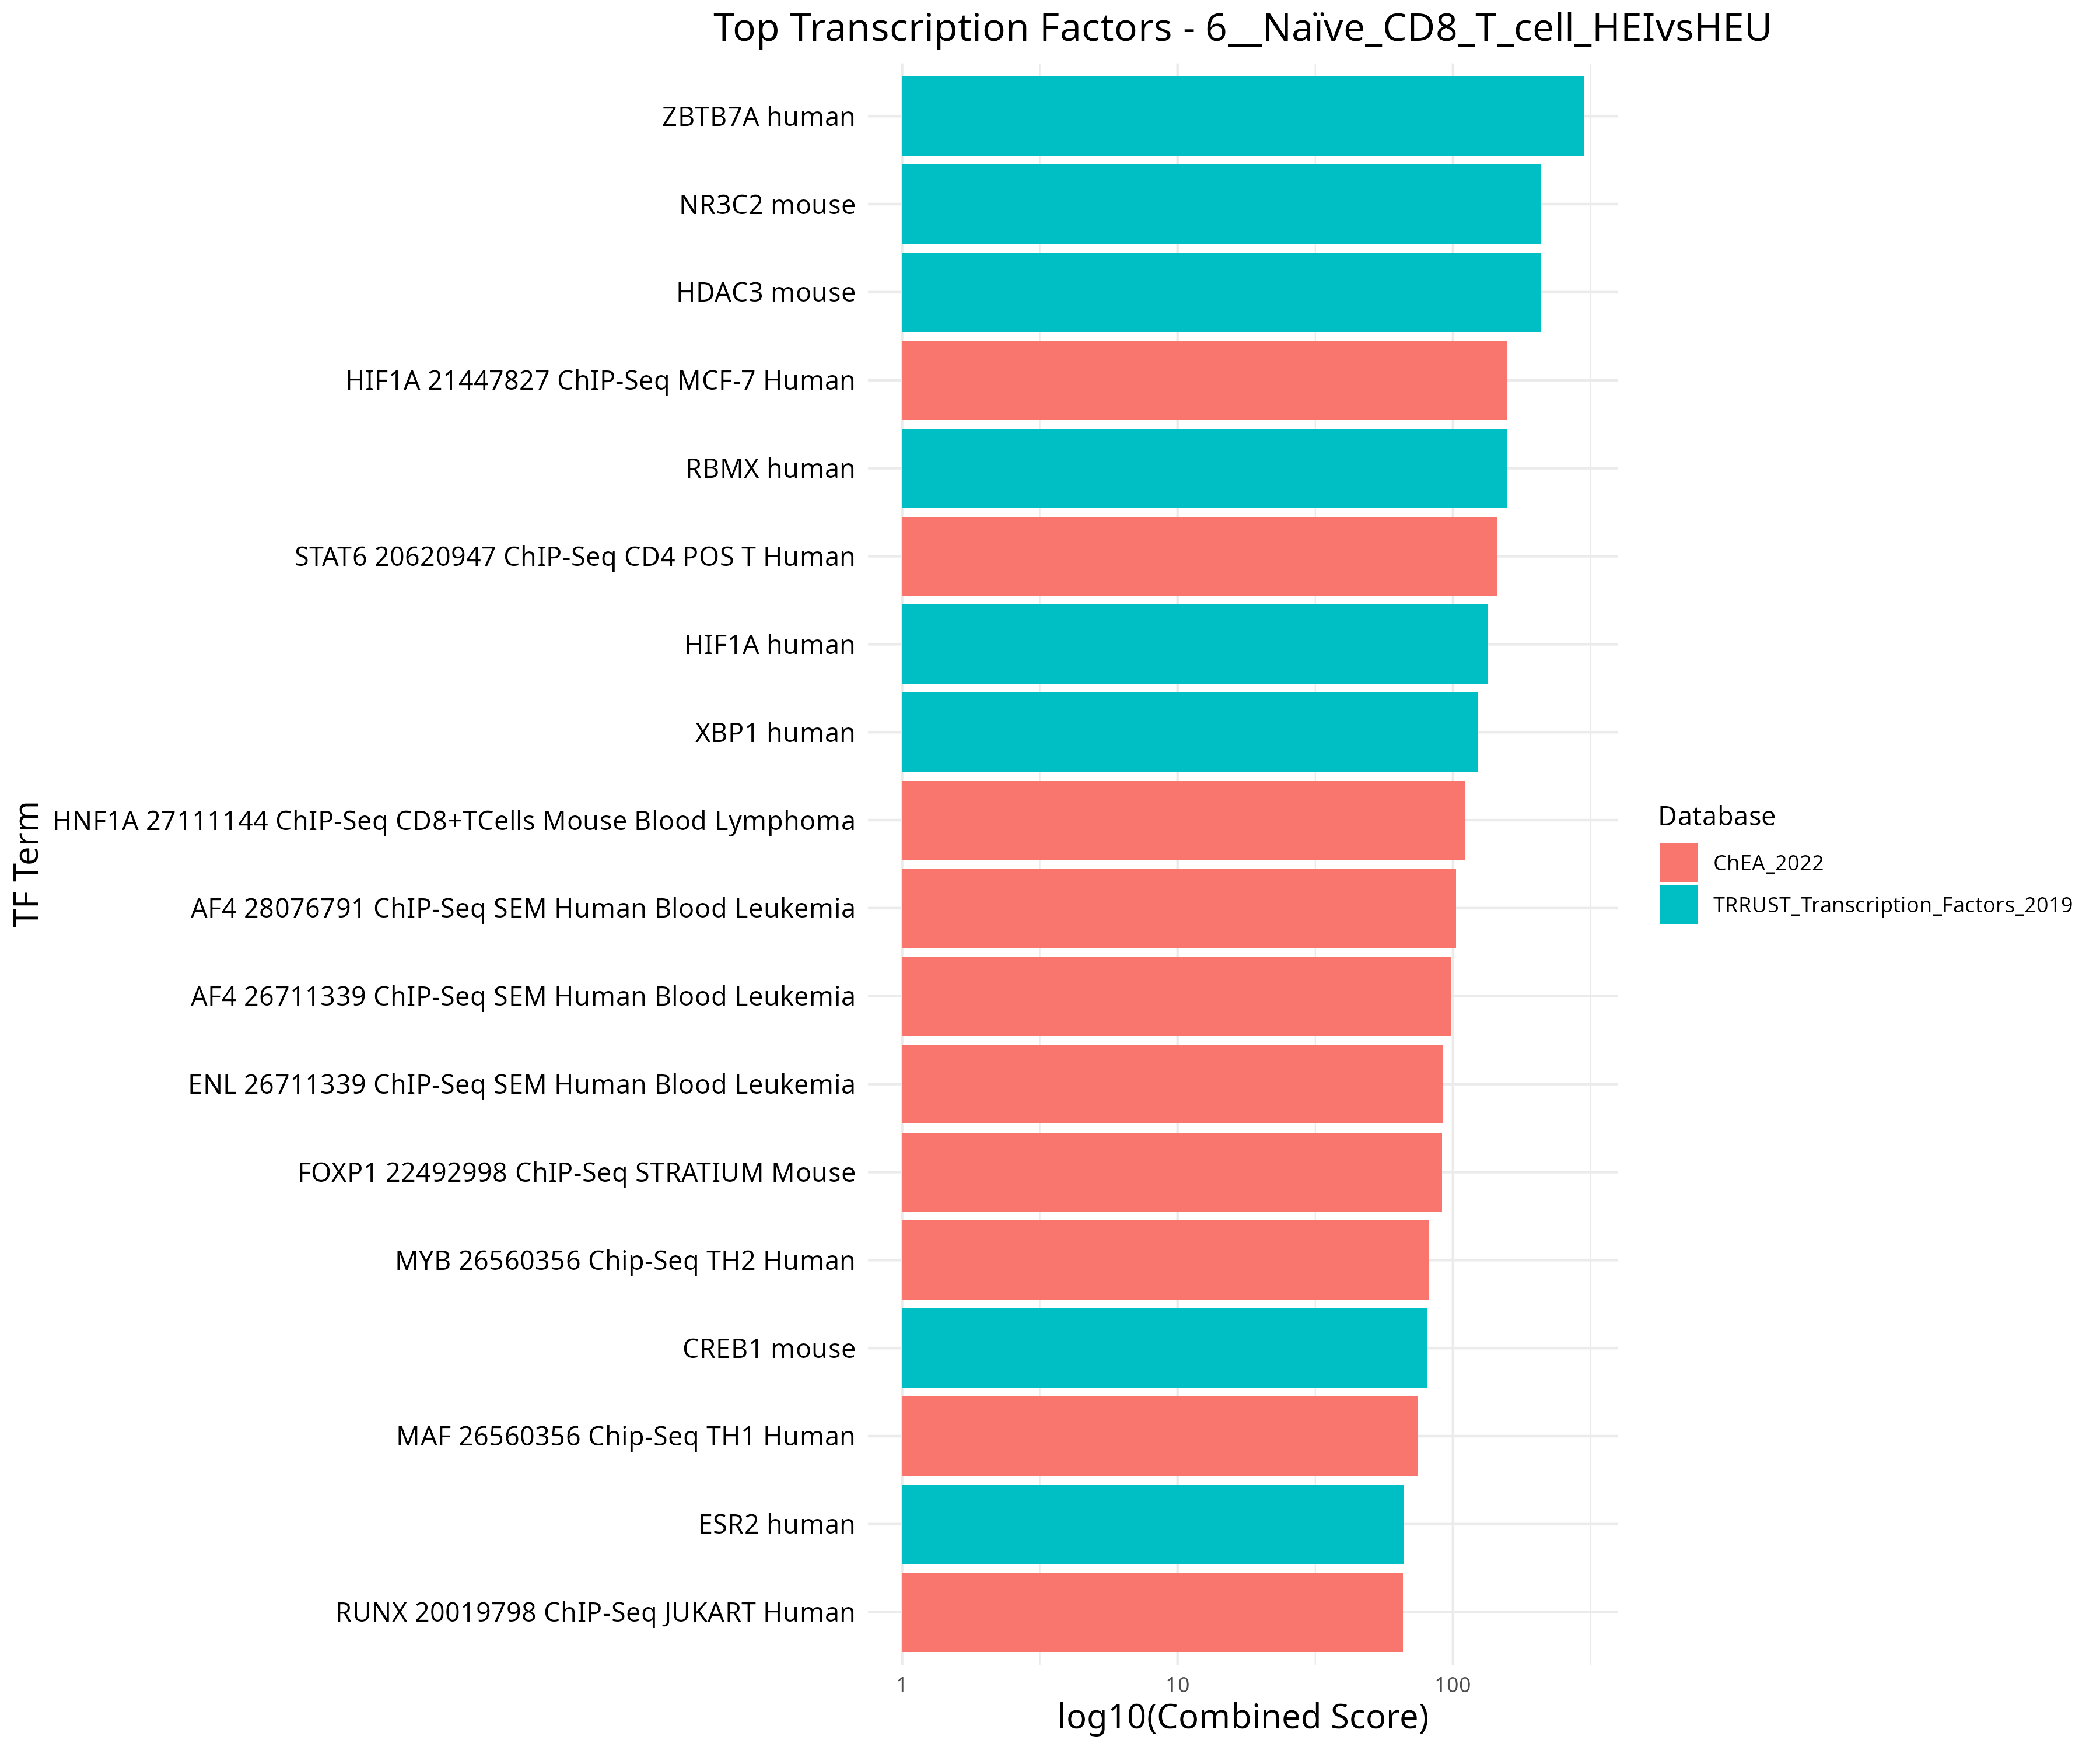 Top Transcription Factors - 6__Naïve_CD8_T_cell_HEIvsHEU
ZBTB7A human
NR3C2 mouse
HDAC3 mouse
HIF1A 21447827 ChIP-Seq MCF-7 Human
RBMX human
STAT6 20620947 ChIP-Seq CD4 POS T Human
HIF1A human
XBP1 human
HNF1A 27111144 ChIP-Seq CD8+TCells Mouse Blood Lymphoma
AF4 28076791 ChIP-Seq SEM Human Blood Leukemia
AF4 26711339 ChIP-Seq SEM Human Blood Leukemia
ENL 26711339 ChIP-Seq SEM Human Blood Leukemia
FOXP1 22492998 ChIP-Seq STRATIUM Mouse
MYB 26560356 Chip-Seq TH2 Human
CREB1 mouse
MAF 26560356 Chip-Seq TH1 Human
ESR2 human
RUNX 20019798 ChIP-Seq JUKART Human
TF Term
1
10
100
log10(Combined Score)
Database
ChEA_2022
TRRUST_Transcription_Factors_2019